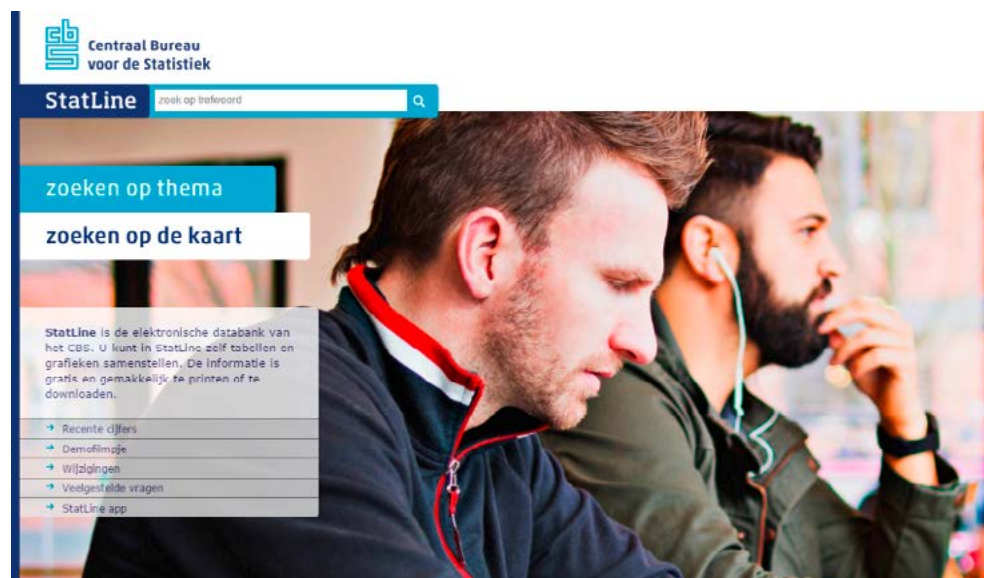 Centraal Bureau
voor de Statistiek
StatLine
zoek op trefwoord
zoeken op thema
zoeken op de kaart
StatLine is de elektronische databank van
het CBS. U kunt in StatLine zelf tabellen en
grafieken samenstellen. De informatie is
gratis en gemakkelijk te printen of te
downloaden.
Recente cijfers
Demofilmpje
Wijzigingen
Veelgestelde vragen
StatLine app